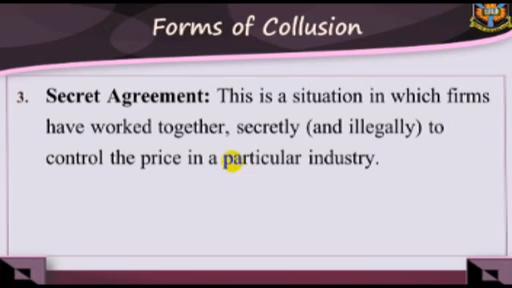 Forms of Collusion
3. Secret Agreement: This is a situation in which firms
have worked together, secretly (and illegally) to
control the price in a particular industry.